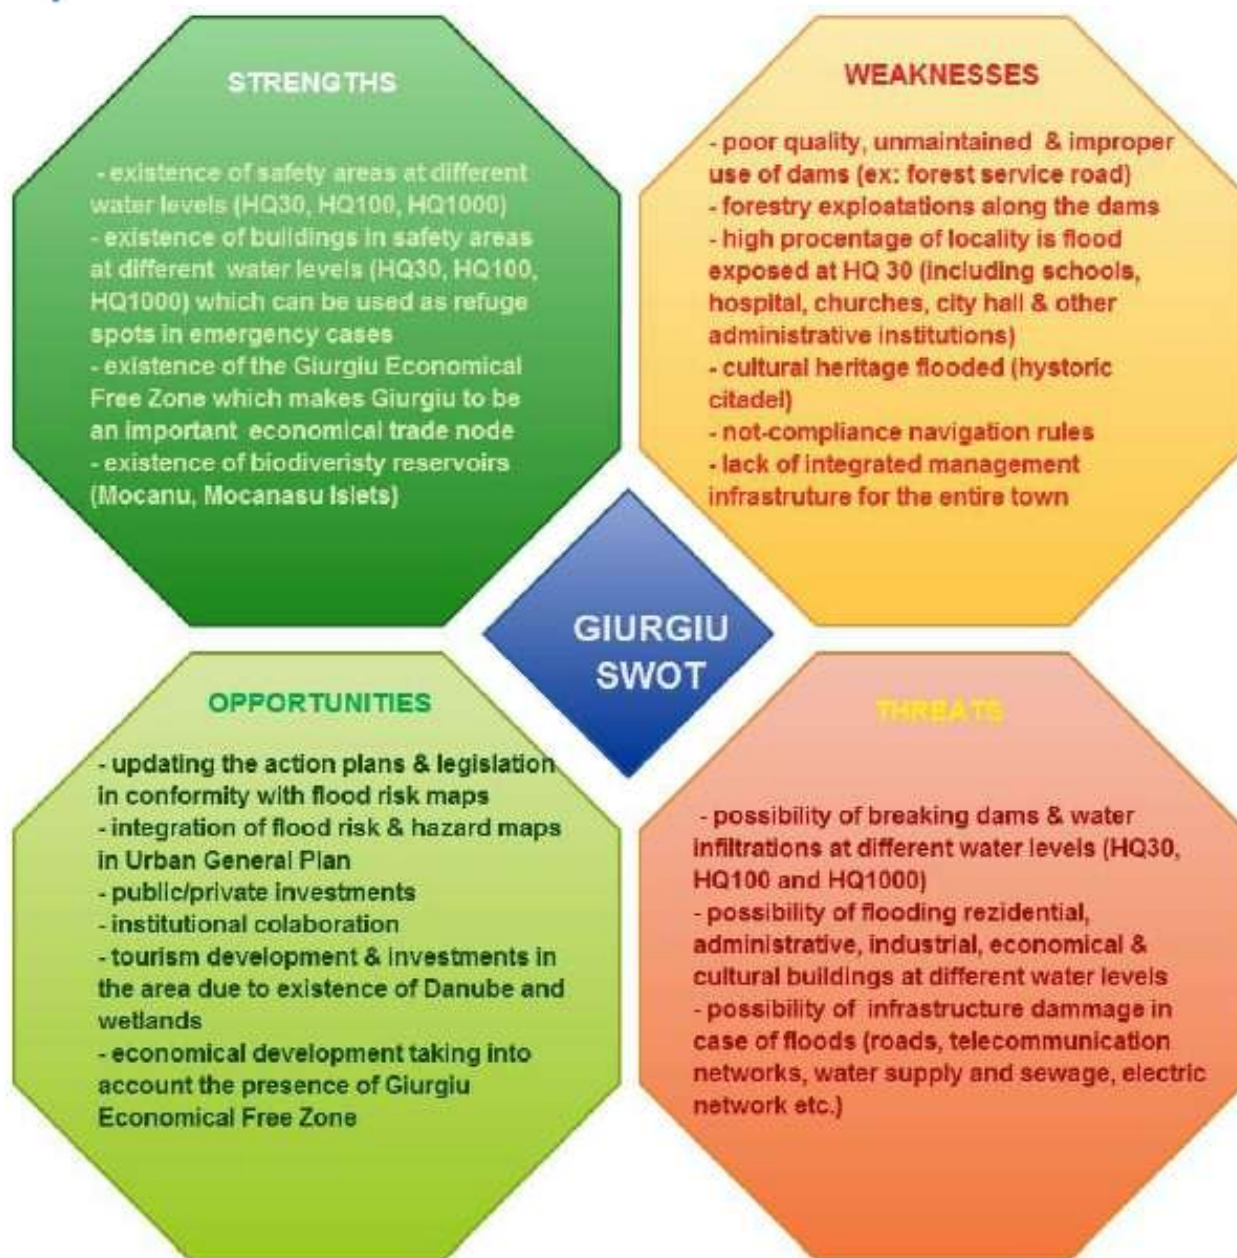 STRENGTHS
- existence of safety areas at different
water levels (HQ30, HQ100, HQ1000)
- existence of buildings in safety areas
at different water levels (HQ30, HQ100,
HQ1000) which can be used as refuge
spots in emergency cases
- existence of the Giurgiu Economical
Free Zone which makes Giurgiu to be
an important economical trade node
- existence of biodiveristy reservoirs
(Mocanu, Mocanasu Islets)
WEAKNESSES
- poor quality, unmaintained & improper
use of dams (ex: forest service road)
- forestry exploatations along the dams
- high procentage of locality is flood
exposed at HQ 30 (including schools,
hospital, churches, city hall & other
administrative institutions)
- cultural heritage flooded (hystoric
citadel)
- not-compliance navigation rules
- lack of integrated management
infrastruture for the entire town
GIURGIU
SWOT
OPPORTUNITIES
- updating the action plans & legislation
in conformity with flood risk maps
- integration of flood risk & hazard maps
in Urban General Plan
- public/private investments
- institutional colaboration
- tourism development & investments in
the area due to existence of Danube and
wetlands
- economical development taking into
account the presence of Giurgiu
Economical Free Zone
THREATS
- possibility of breaking dams & water
infiltrations at different water levels (HQ30,
HQ100 and HQ1000)
- possibility of flooding rezidential,
administrative, industrial, economical &
cultural buildings at different water levels
- possibility of infrastructure dammage in
case of floods (roads, telecommunication
networks, water supply and sewage, electric
network etc.)